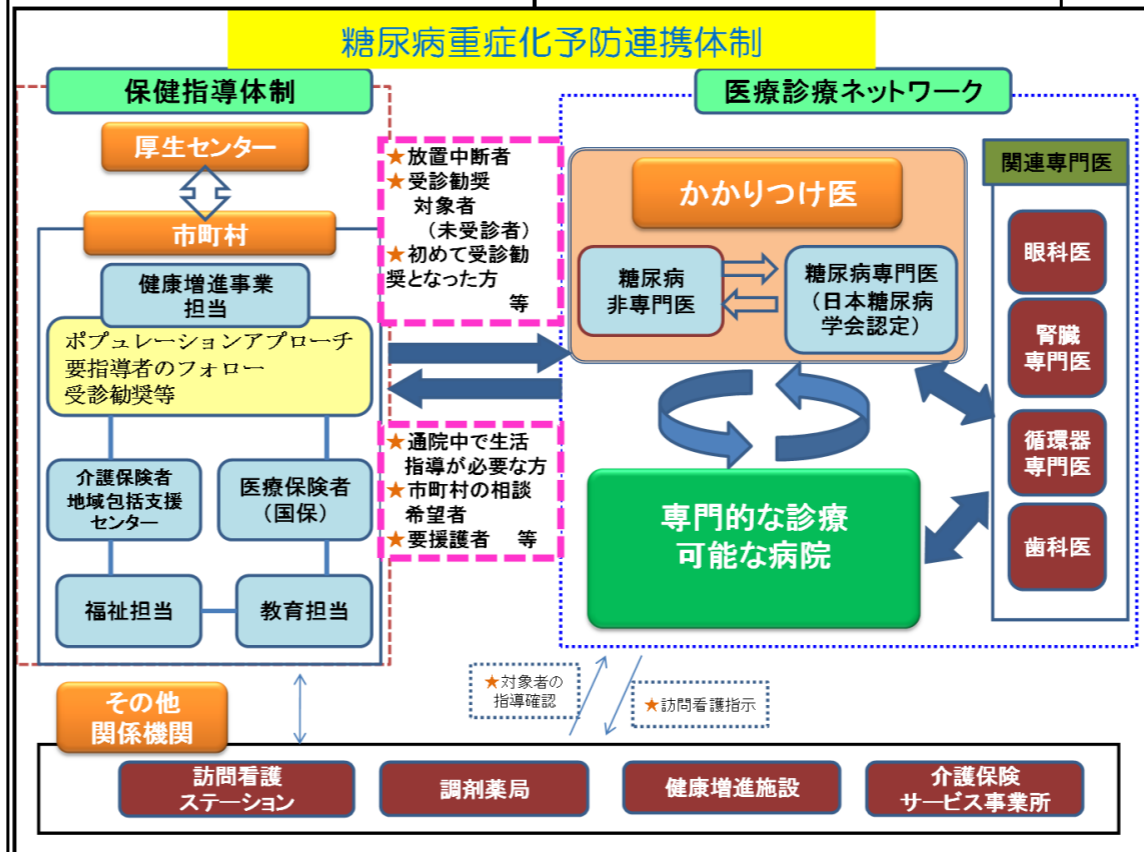 糖尿病重症化予防連携体制
保健指導体制
厚生センター
市町村
健康増進事業
担当
ポピュレーションアプローチ
要指導者のフォロー
受診勧奨等
介護保険者
地域包括支援
センター
医療保険者
(国保)
福祉担当
教育担当
★放置中断者
★受診勧奨
対象者
(未受診者)
★初めて受診勧
奨となった方
等
★通院中で生活
指導が必要な方
★市町村の相談
希望者
★要援護者 等
医療診療ネットワーク
かかりつけ医
糖尿病
非専門医
糖尿病専門医
(日本糖尿病
学会認定)
専門的な診療
可能な病院
関連専門医
眼科医
腎臓
専門医
循環器
専門医
歯科医
★対象者の
指導確認
★訪問看護指示
その他
関係機関
訪問看護
ステーション
調剤薬局
健康増進施設
介護保険
サービス事業所